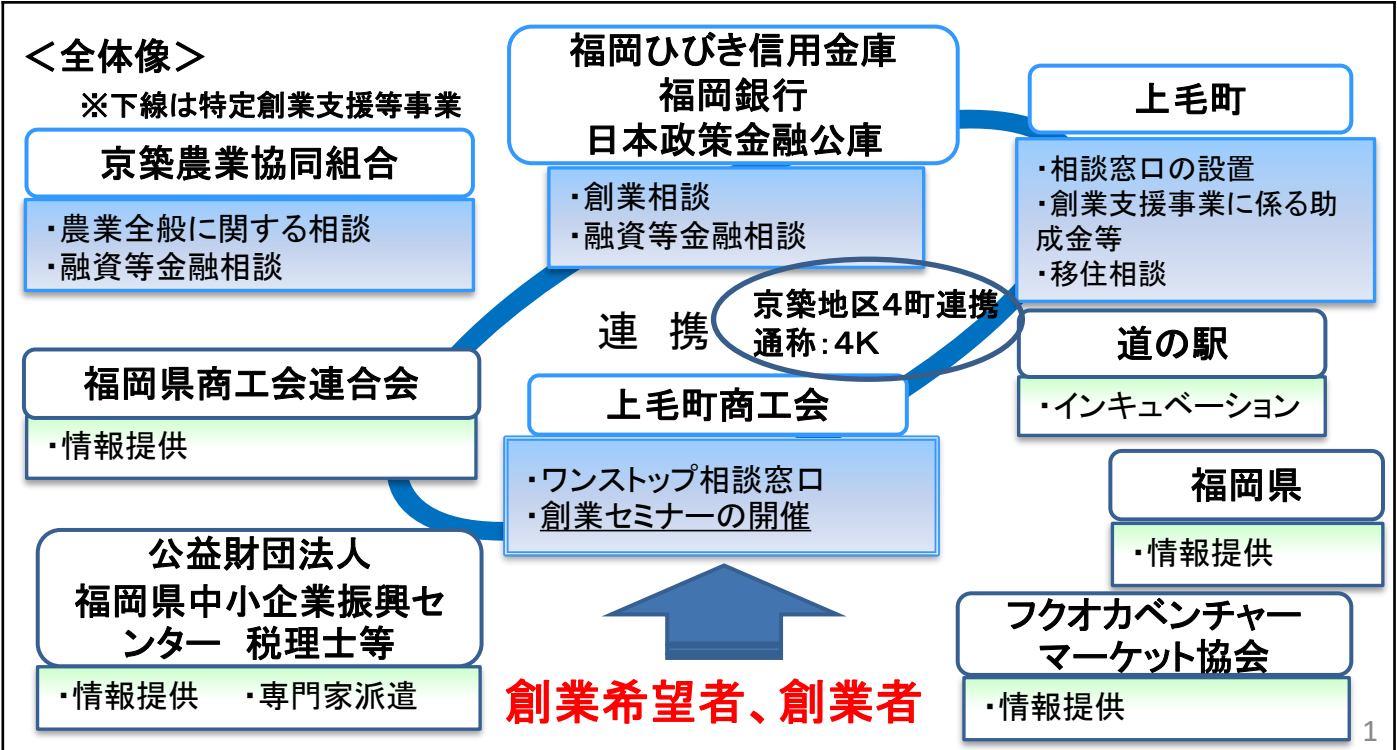 ＜全体像＞
※下線は特定創業支援等事業
京築農業協同組合
・農業全般に関する相談
・融資等金融相談
福岡ひびき信用金庫
福岡銀行
日本政策金融公庫
・創業相談
・融資等金融相談
上毛町
・相談窓口の設置
・創業支援事業に係る助
成金等
・移住相談
連　携
京築地区４町連携
通称：４Ｋ
道の駅
・インキュベーション
福岡県商工会連合会
・情報提供
上毛町商工会
・ワンストップ相談窓口
・創業セミナーの開催
福岡県
・情報提供
公益財団法人
福岡県中小企業振興セ
ンター　税理士等
・情報提供　・専門家派遣
フクオカベンチャー
マーケット協会
・情報提供
創業希望者、創業者
1